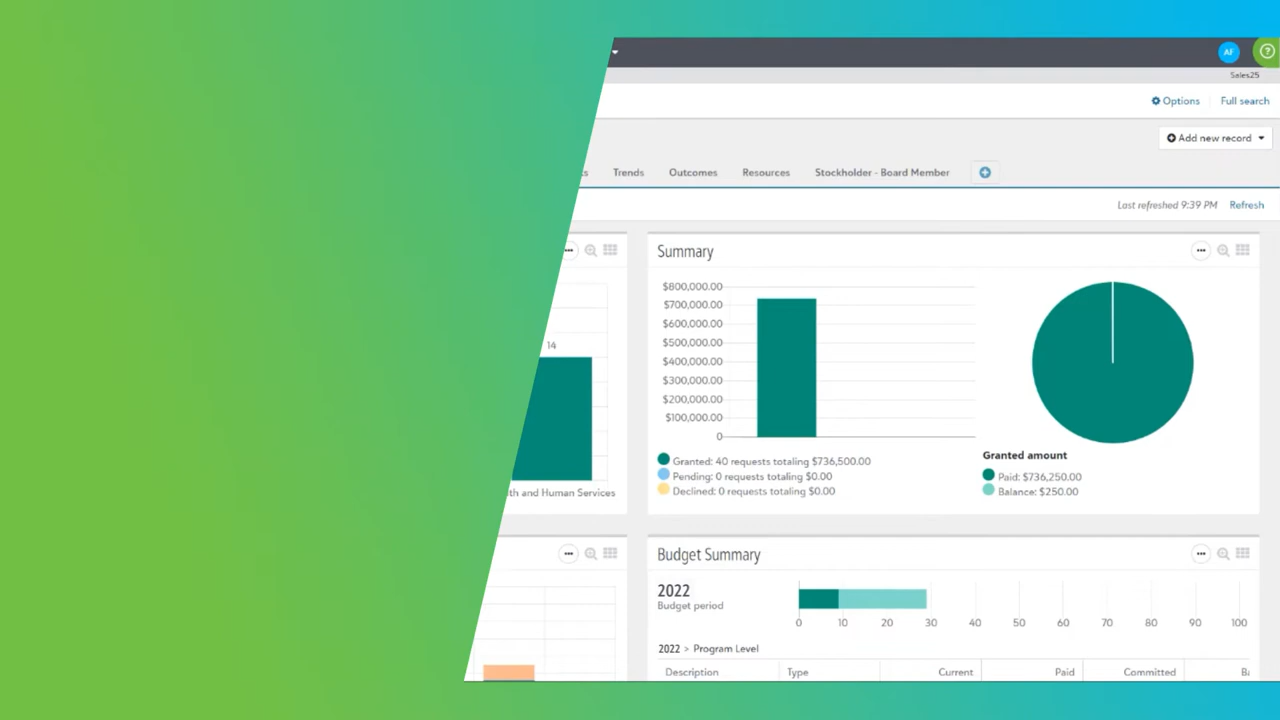 AF
?
Sales25
Options
Full search
Add new record
Trends
Outcomes
Resources
Stockholder - Board Member
Last refreshed 9:39 PM
Refresh
14
th and Human Services
Summary
$800,000.00
$700,000.00
$600,000.00
$500,000.00
$400,000.00
$300,000.00
$200,000.00
$100,000.00
0
Granted: 40 requests totaling $736,500.00
Pending: 0 requests totaling $0.00
Declined: 0 requests totaling $0.00
Granted amount
Paid: $736,250.00
Balance: $250.00
Budget Summary
2022
Budget period
0 10 20 30 40 50 60 70 80 90 100
2022 > Program Level
Description Type Current Paid Committed